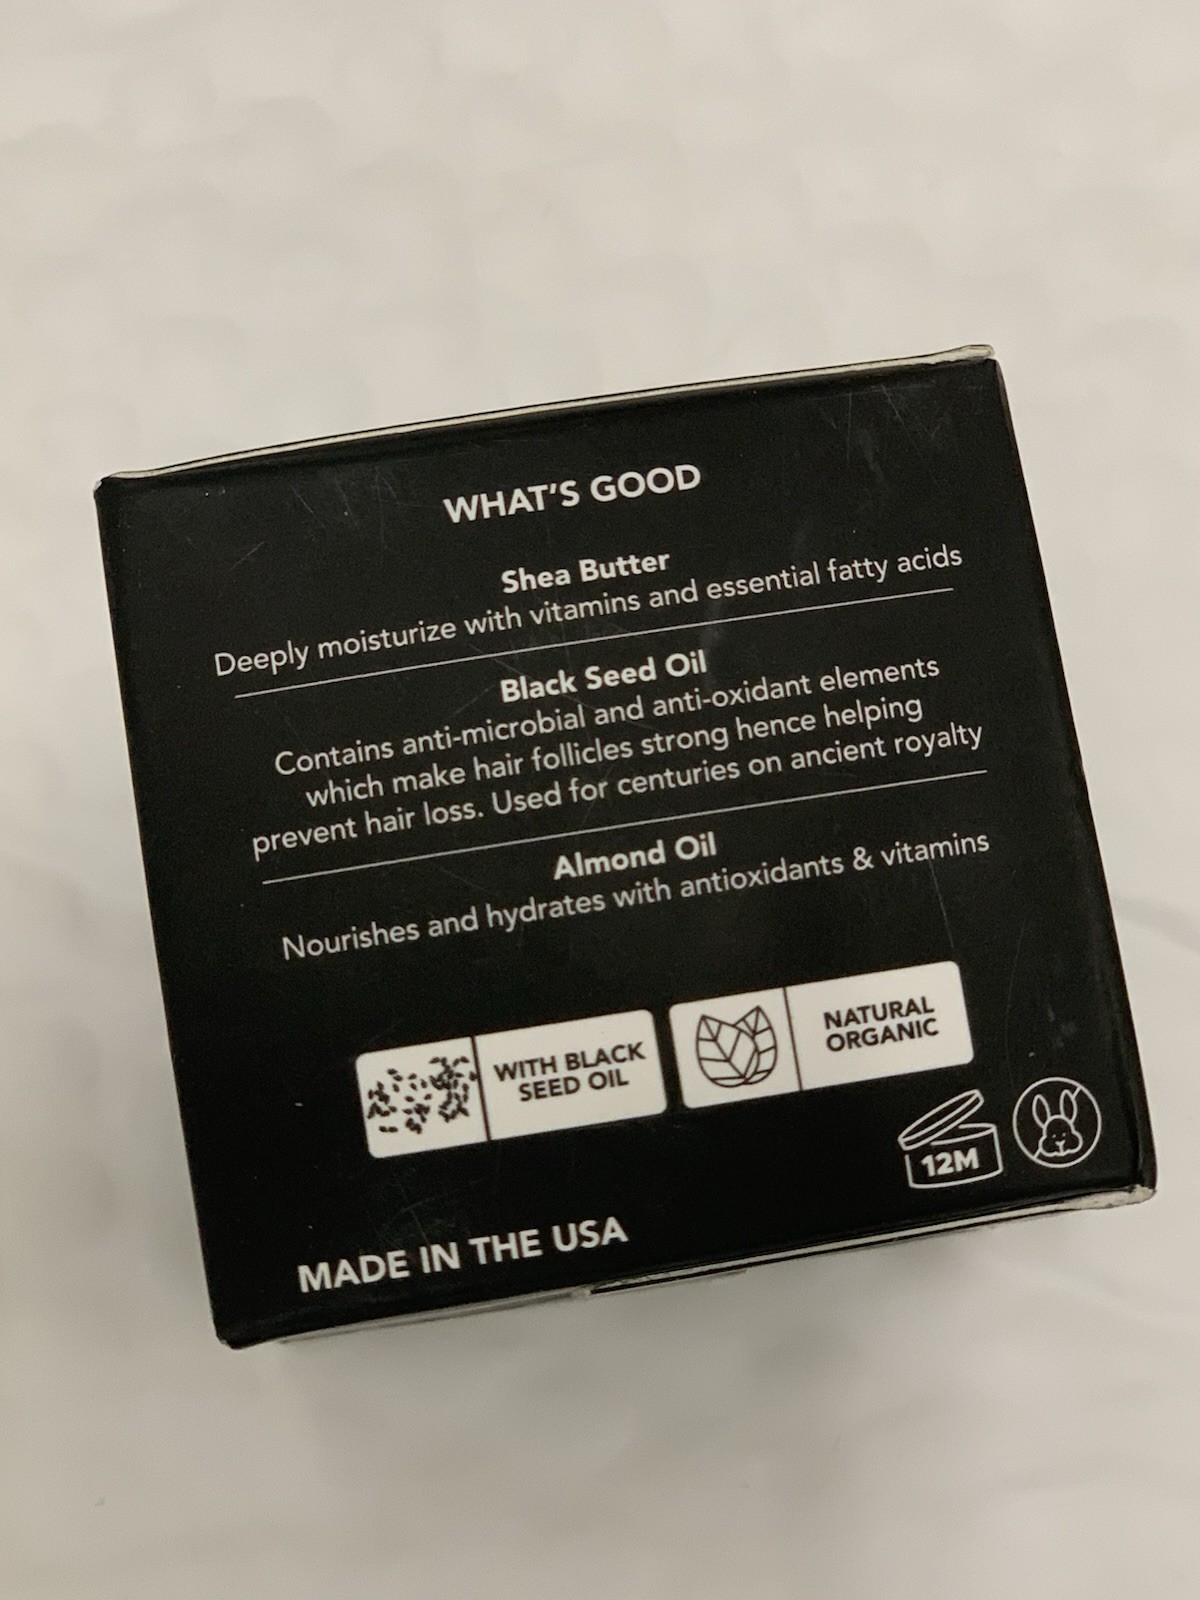 WHAT'S GOOD
Shea Butter
Deeply moisturize with vitamins and essential fatty acids
Black Seed Oil
Contains anti-microbial and anti-oxidant elements
which make hair follicles strong hence helping
prevent hair loss. Used for centuries on ancient royalty
Almond Oil
Nourishes and hydrates with antioxidants & vitamins
WITH BLACK
SEED OIL
NATURAL
ORGANIC
12M
MADE IN THE USA